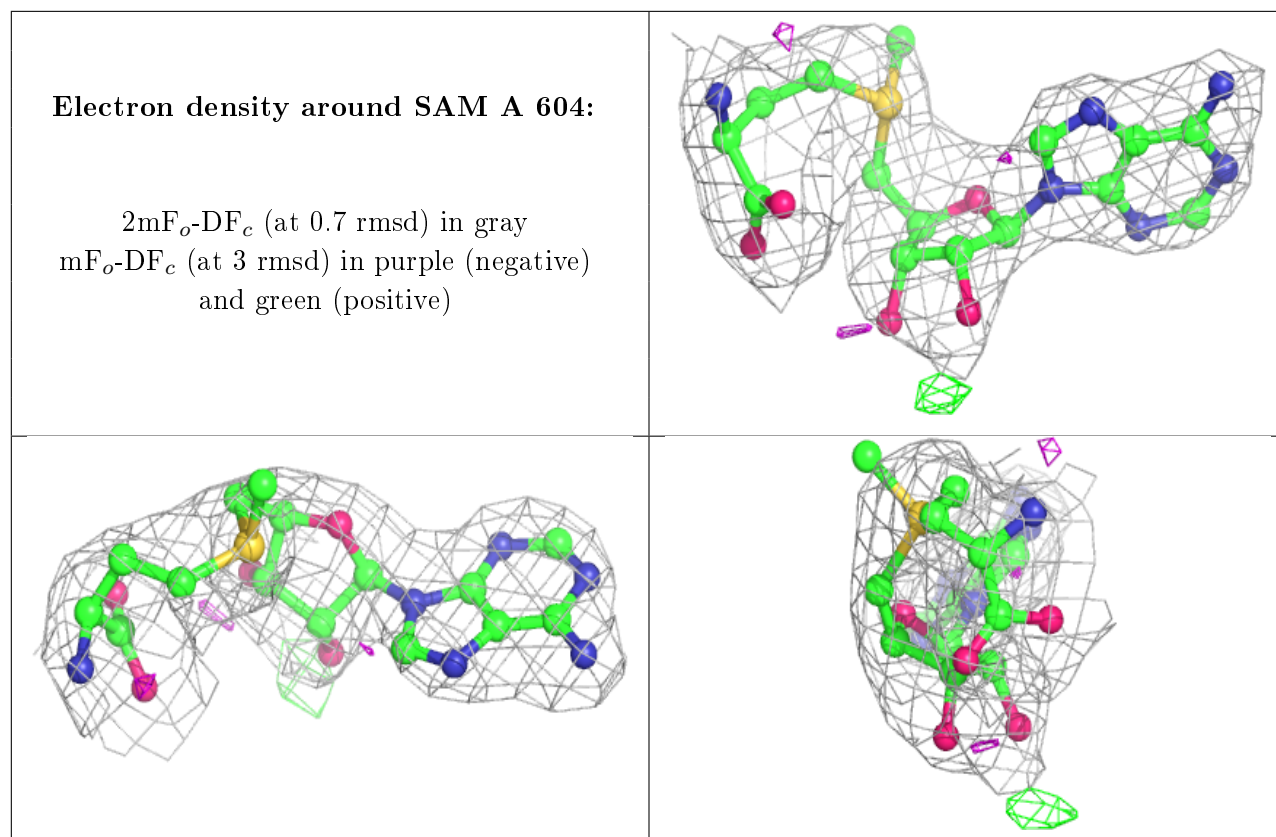 Electron density around SAM A 604:
2mFₒ-DF𝒸 (at 0.7 rmsd) in gray
mFₒ-DF𝒸 (at 3 rmsd) in purple (negative)
and green (positive)